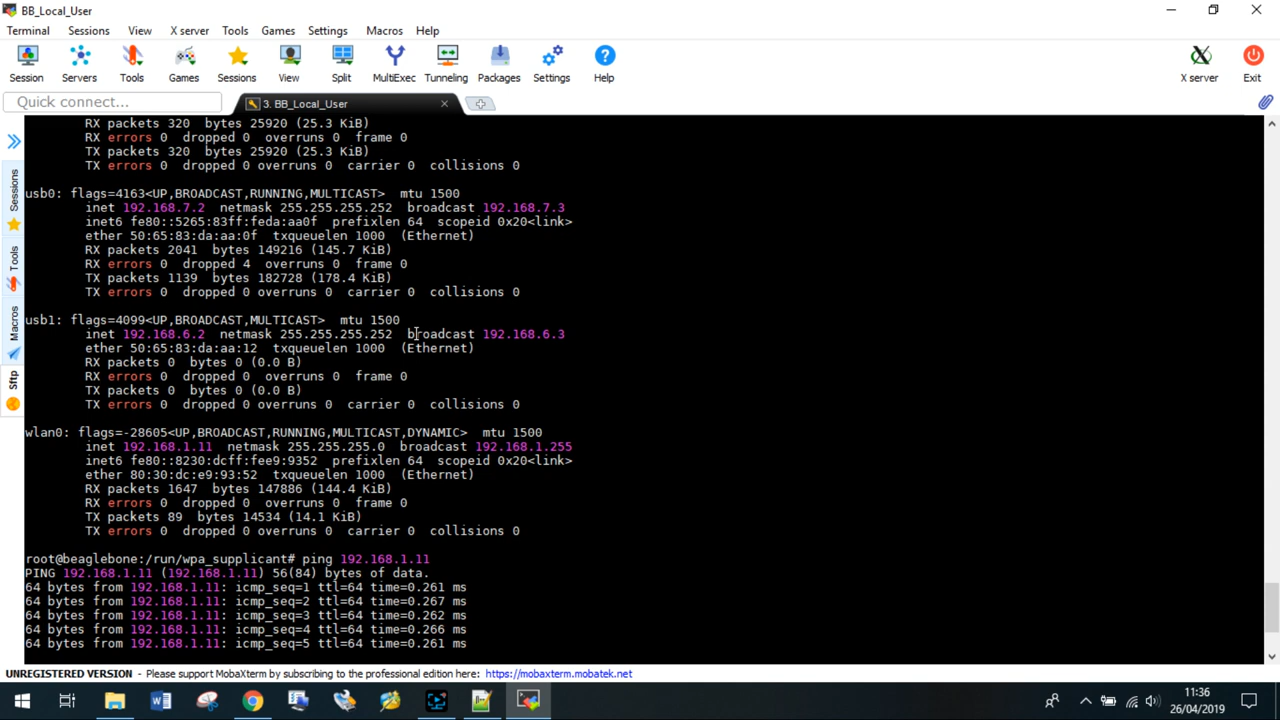 BB_Local_User
Terminal Sessions View X server Tools Games Settings Macros Help
Session Servers Tools Games Sessions View Split MultiExec Tunneling Packages Settings Help X server Exit
Quick connect... 3. BB_Local_User
RX packets 320  bytes 25920 (25.3 KiB)
RX errors 0  dropped 0  overruns 0  frame 0
TX packets 320  bytes 25920 (25.3 KiB)
TX errors 0  dropped 0 overruns 0  carrier 0  collisions 0
usb0: flags=4163<UP,BROADCAST,RUNNING,MULTICAST>  mtu 1500
inet 192.168.7.2  netmask 255.255.255.252  broadcast 192.168.7.3
inet6 fe80::5265:83ff:feda:aa0f  prefixlen 64  scopeid 0x20<link>
ether 50:65:83:da:aa:0f  txqueuelen 1000  (Ethernet)
RX packets 2041  bytes 149216 (145.7 KiB)
RX errors 0  dropped 4  overruns 0  frame 0
TX packets 1139  bytes 182728 (178.4 KiB)
TX errors 0  dropped 0 overruns 0  carrier 0  collisions 0
usb1: flags=4099<UP,BROADCAST,MULTICAST>  mtu 1500
inet 192.168.6.2  netmask 255.255.255.252  broadcast 192.168.6.3
ether 50:65:83:da:aa:12  txqueuelen 1000  (Ethernet)
RX packets 0  bytes 0 (0.0 B)
RX errors 0  dropped 0  overruns 0  frame 0
TX packets 0  bytes 0 (0.0 B)
TX errors 0  dropped 0 overruns 0  carrier 0  collisions 0
wlan0: flags=-28605<UP,BROADCAST,RUNNING,MULTICAST,DYNAMIC>  mtu 1500
inet 192.168.1.11  netmask 255.255.255.0  broadcast 192.168.1.255
inet6 fe80::8230:dcff:fee9:9352  prefixlen 64  scopeid 0x20<link>
ether 80:30:dc:e9:93:52  txqueuelen 1000  (Ethernet)
RX packets 1647  bytes 147886 (144.4 KiB)
RX errors 0  dropped 0  overruns 0  frame 0
TX packets 89  bytes 14534 (14.1 KiB)
TX errors 0  dropped 0 overruns 0  carrier 0  collisions 0
root@beaglebone:/run/wpa_supplicant# ping 192.168.1.11
PING 192.168.1.11 (192.168.1.11) 56(84) bytes of data.
64 bytes from 192.168.1.11: icmp_seq=1 ttl=64 time=0.261 ms
64 bytes from 192.168.1.11: icmp_seq=2 ttl=64 time=0.267 ms
64 bytes from 192.168.1.11: icmp_seq=3 ttl=64 time=0.262 ms
64 bytes from 192.168.1.11: icmp_seq=4 ttl=64 time=0.266 ms
64 bytes from 192.168.1.11: icmp_seq=5 ttl=64 time=0.261 ms
Sessions
Tools
Macros
Sftp
UNREGISTERED VERSION - Please support MobaXterm by subscribing to the professional edition here: https://mobaxterm.mobatek.net
11:36
26/04/2019